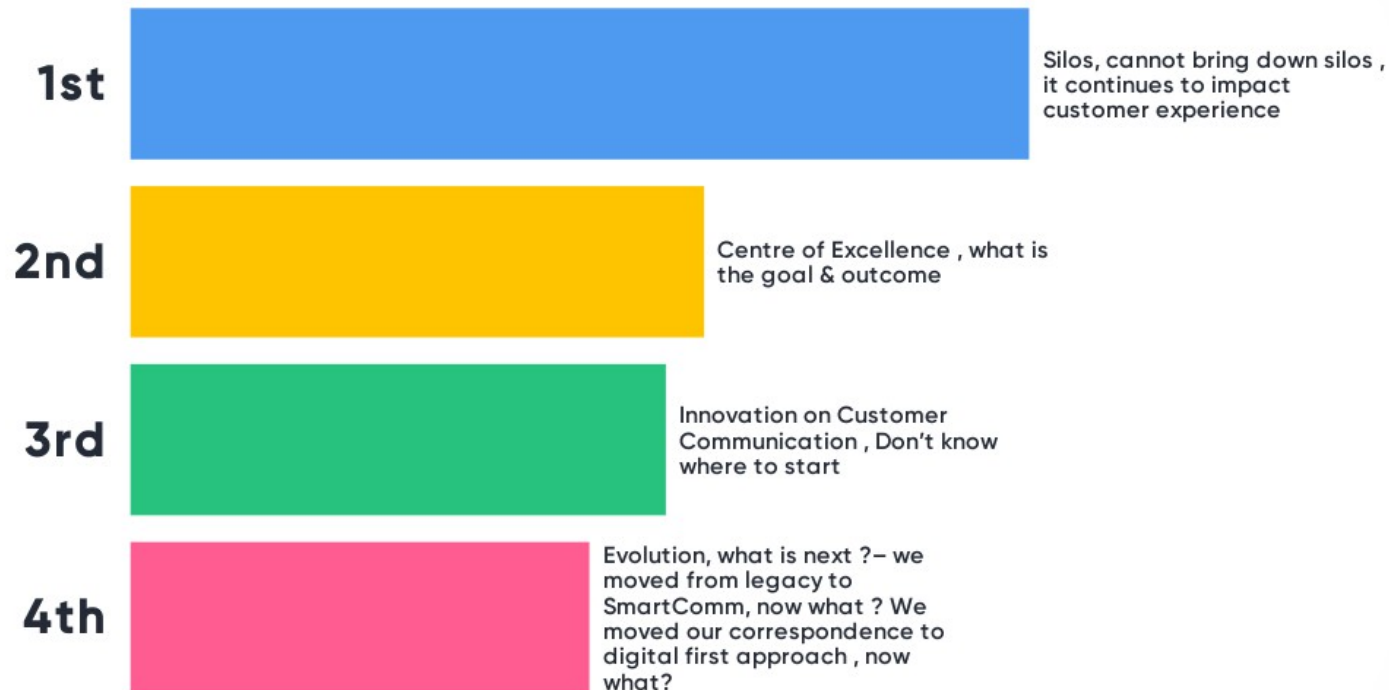 1st
Silos, cannot bring down silos ,
it continues to impact
customer experience
2nd
Centre of Excellence , what is
the goal & outcome
3rd
Innovation on Customer
Communication , Don't know
where to start
4th
Evolution, what is next ?– we
moved from legacy to
SmartComm, now what ? We
moved our correspondence to
digital first approach , now
what?